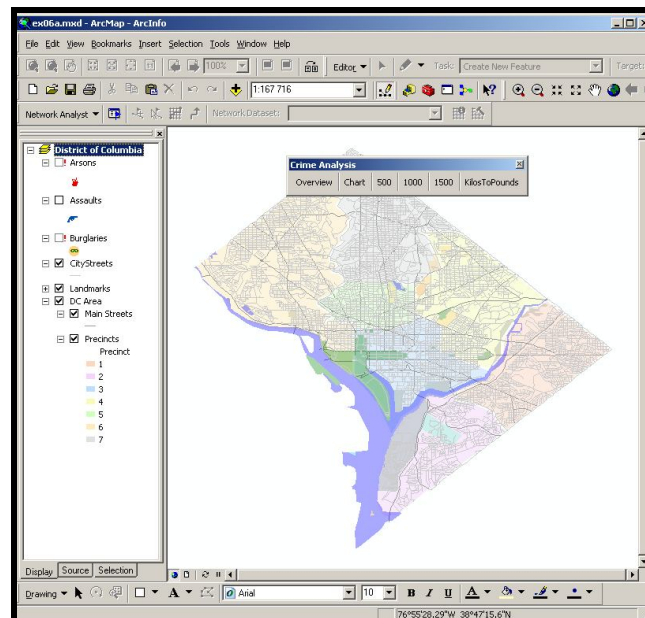 ex06a.mxd - ArcMap - ArcInfo
File Edit View Bookmarks Insert Selection Tools Window Help
100% Editor Task: Create New Feature Target:
1:167 716
Network Analyst Network Dataset:
District of Columbia
Arsons
Assaults
Burglaries
CityStreets
Landmarks
DC Area
Main Streets
Precincts
Precinct
1
2
3
4
5
6
7
Crime Analysis
Overview Chart 500 1000 1500 KilosToPounds
Display Source Selection
Drawing A Arial 10 B I U A
76°55'28.29"W 38°47'15.6"N